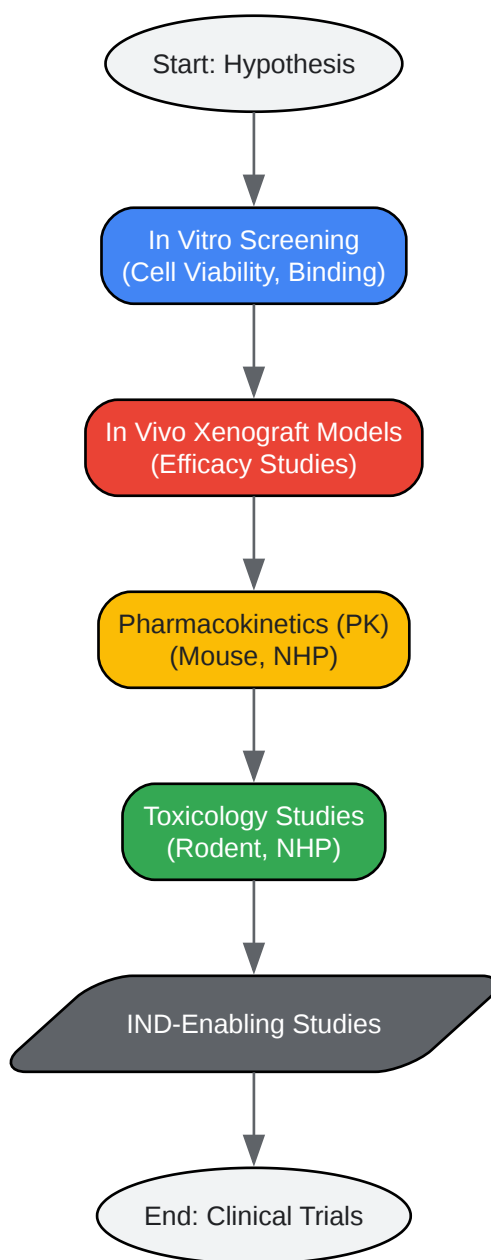 Start: Hypothesis
In Vitro Screening
(Cell Viability, Binding)
In Vivo Xenograft Models
(Efficacy Studies)
Pharmacokinetics (PK)
(Mouse, NHP)
Toxicology Studies
(Rodent, NHP)
IND-Enabling Studies
End: Clinical Trials